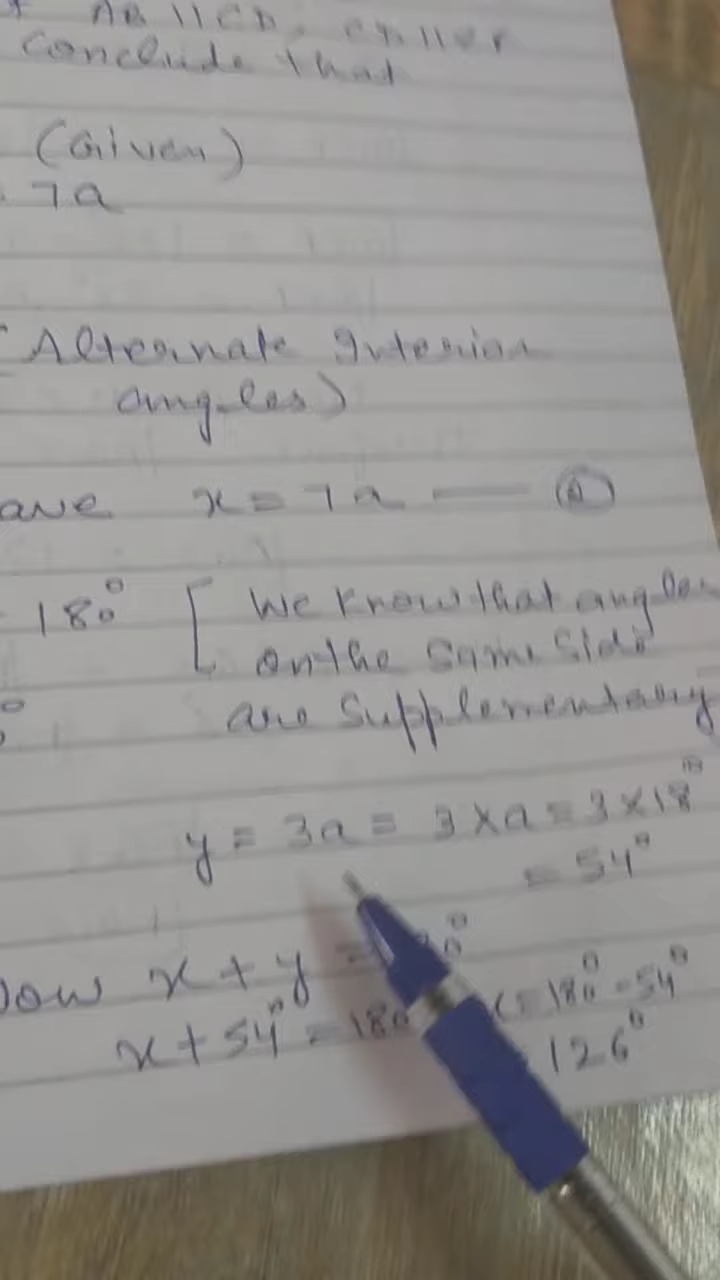 AB || CD,
Conclude that
(Given)
7a
(Alternate Interior
angles)
ave x = 7a — (A)
180° [ We know that angles
on the same side
are supplementary
y = 3a = 3 × a = 3 × 18°
= 54°
Now x + y = 0°
x + 54° = 180 x = 180° - 54°
126°